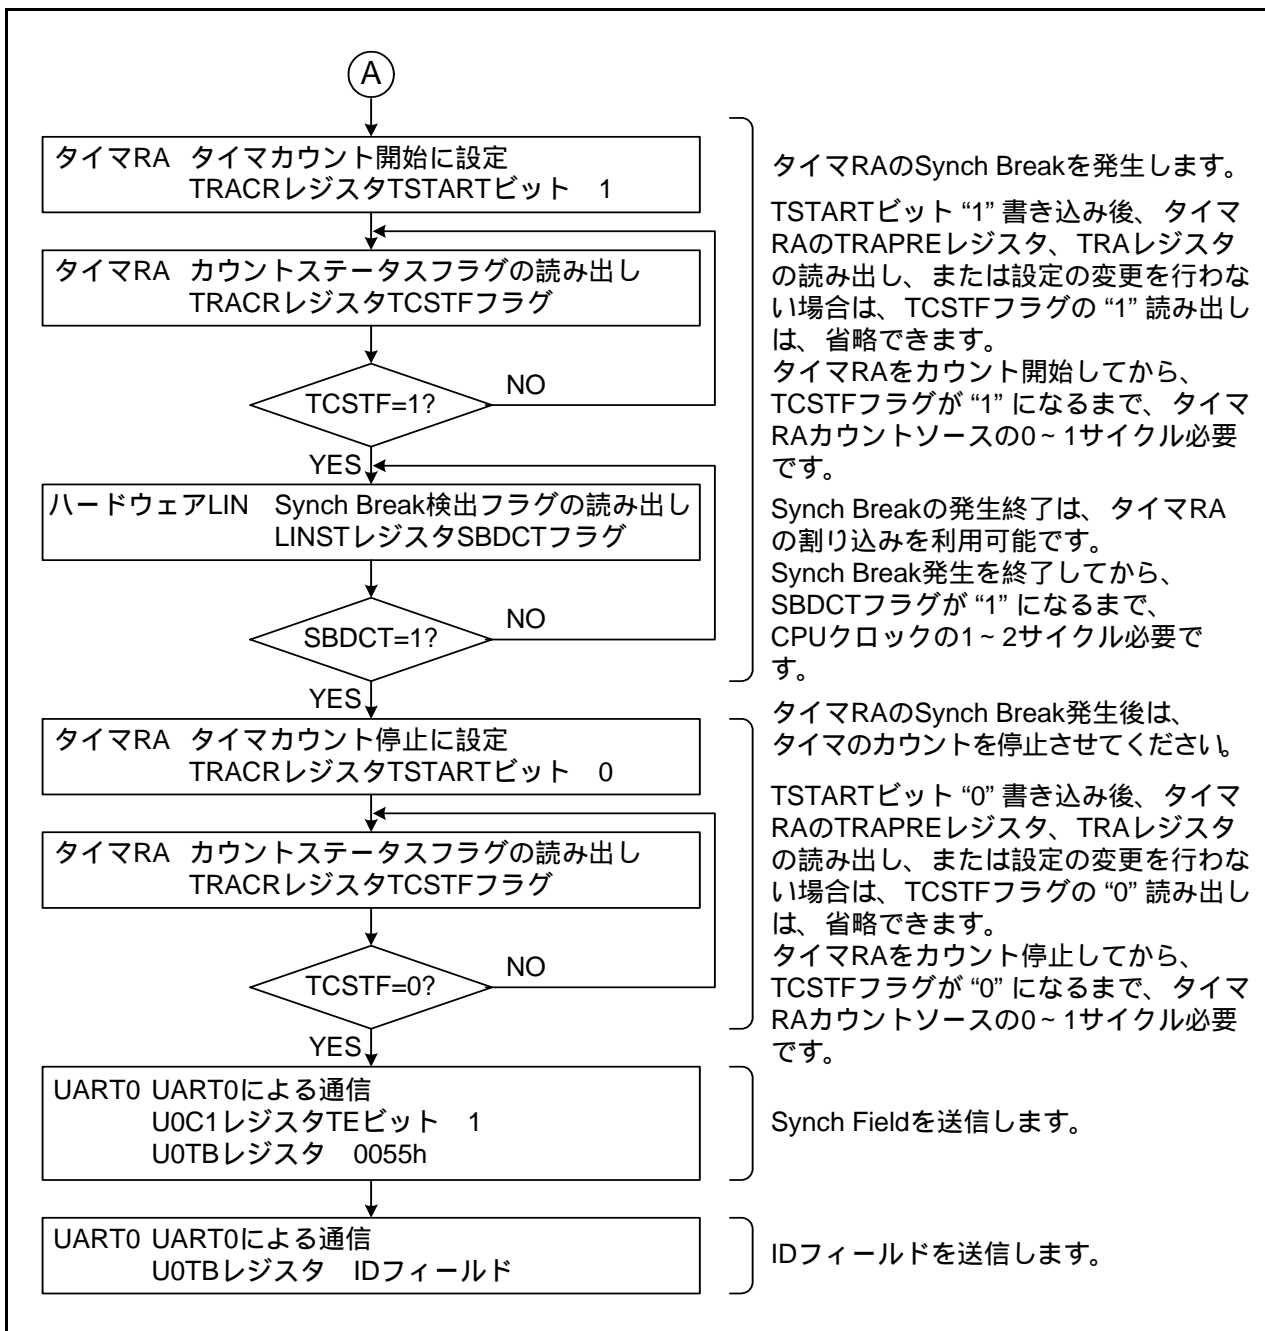 A
タイマRA タイマカウント開始に設定
TRACRレジスタTSTARTビット 1
タイマRA カウントステータスフラグの読み出し
TRACRレジスタTCSTFフラグ
TCSTF=1?
NO
YES
ハードウェアLIN Synch Break検出フラグの読み出し
LINSTレジスタSBDCTフラグ
SBDCT=1?
NO
YES
タイマRAのSynch Breakを発生します。
TSTARTビット “1” 書き込み後、タイマ
RAのTRAPREレジスタ、TRAレジスタ
の読み出し、または設定の変更を行わな
い場合は、TCSTFフラグの “1” 読み出し
は、省略できます。
タイマRAをカウント開始してから、
TCSTFフラグが “1” になるまで、タイマ
RAカウントソースの0~1サイクル必要
です。
Synch Breakの発生終了は、タイマRA
の割り込みを利用可能です。
Synch Break発生を終了してから、
SBDCTフラグが “1” になるまで、
CPUクロックの1~2サイクル必要で
す。
タイマRA タイマカウント停止に設定
TRACRレジスタTSTARTビット 0
タイマRA カウントステータスフラグの読み出し
TRACRレジスタTCSTFフラグ
TCSTF=0?
NO
YES
タイマRAのSynch Break発生後は、
タイマのカウントを停止させてください。
TSTARTビット “0” 書き込み後、タイマ
RAのTRAPREレジスタ、TRAレジスタ
の読み出し、または設定の変更を行わな
い場合は、TCSTFフラグの “0” 読み出し
は、省略できます。
タイマRAをカウント停止してから、
TCSTFフラグが “0” になるまで、タイマ
RAカウントソースの0~1サイクル必要
です。
UART0 UART0による通信
U0C1レジスタTEビット 1
U0TBレジスタ 0055h
Synch Fieldを送信します。
UART0 UART0による通信
U0TBレジスタ IDフィールド
IDフィールドを送信します。